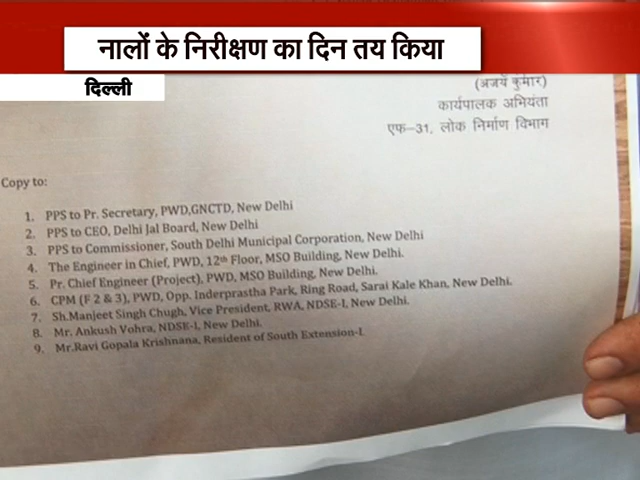 नालों के निरीक्षण का दिन तय किया
दिल्ली
(अजय कुमार)
कार्यपालक अभियंता
एफ-31, लोक निर्माण विभाग
Copy to:
1. PPS to Pr. Secretary, PWD,GNCTD, New Delhi
2. PPS to CEO, Delhi Jal Board, New Delhi
3. PPS to Commissioner, South Delhi Municipal Corporation, New Delhi
4. The Engineer in Chief, PWD, 12th Floor, MSO Building, New Delhi.
5. Pr. Chief Engineer (Project), PWD, MSO Building, New Delhi.
6. CPM (F 2 & 3), PWD, Opp. Inderprastha Park, Ring Road, Sarai Kale Khan, New Delhi.
7. Sh.Manjeet Singh Chugh, Vice President, RWA, NDSE-I, New Delhi.
8. Mr. Ankush Vohra, NDSE-I, New Delhi.
9. Mr.Ravi Gopala Krishnana, Resident of South Extension-I.